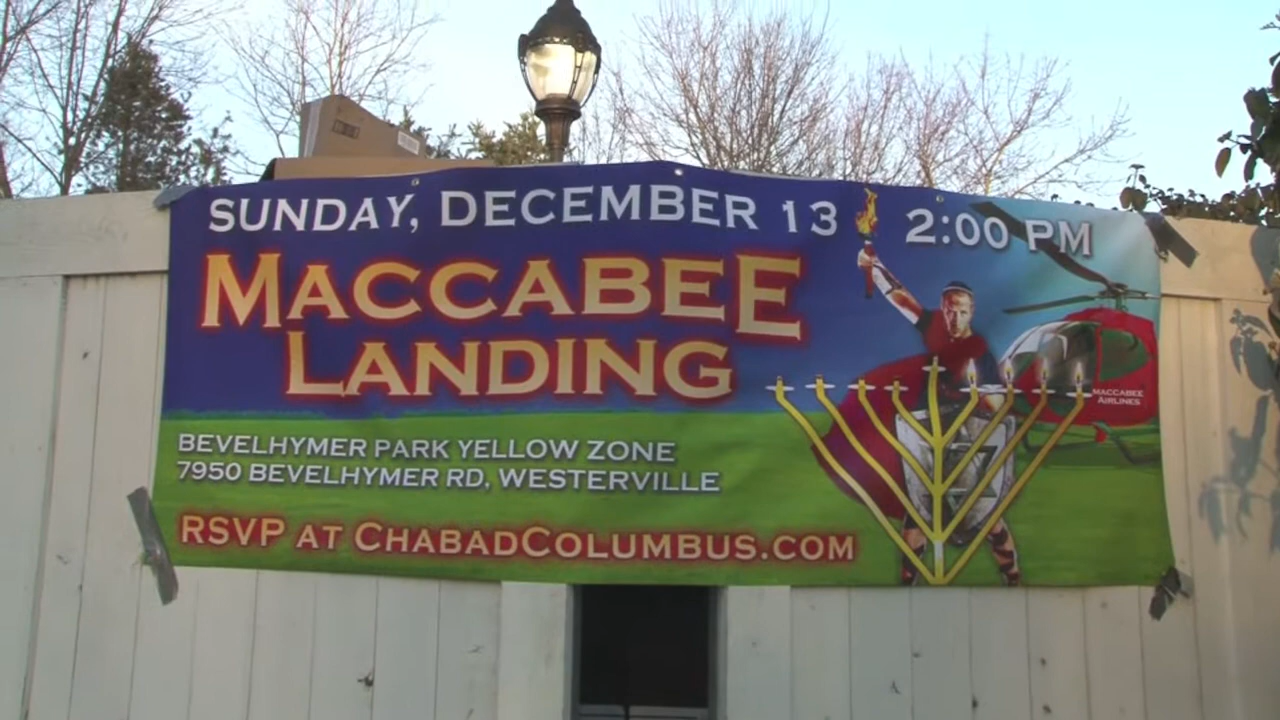 SUNDAY, DECEMBER 13 2:00 PM
MACCABEE
LANDING
MACCABEE
AIRLINES
BEVELHYMER PARK YELLOW ZONE
7950 BEVELHYMER RD, WESTERVILLE
RSVP AT CHABADCOLUMBUS.COM